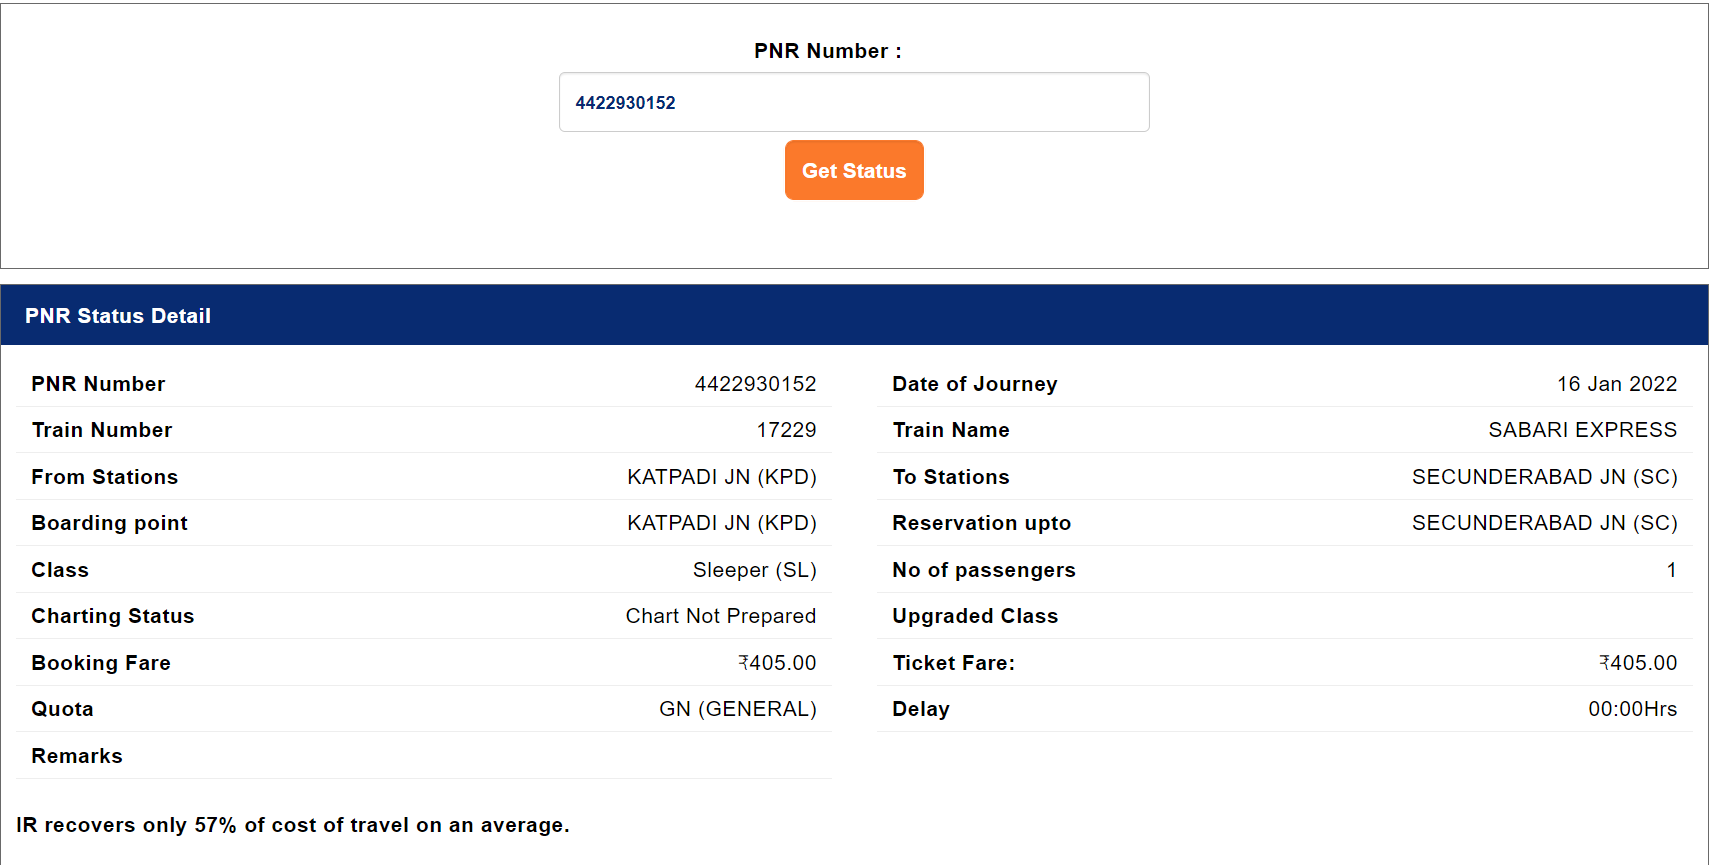 PNR Number :
4422930152
Get Status
PNR Status Detail
PNR Number 4422930152 Date of Journey 16 Jan 2022
Train Number 17229 Train Name SABARI EXPRESS
From Stations KATPADI JN (KPD) To Stations SECUNDERABAD JN (SC)
Boarding point KATPADI JN (KPD) Reservation upto SECUNDERABAD JN (SC)
Class Sleeper (SL) No of passengers 1
Charting Status Chart Not Prepared Upgraded Class
Booking Fare ₹405.00 Ticket Fare: ₹405.00
Quota GN (GENERAL) Delay 00:00Hrs
Remarks
IR recovers only 57% of cost of travel on an average.